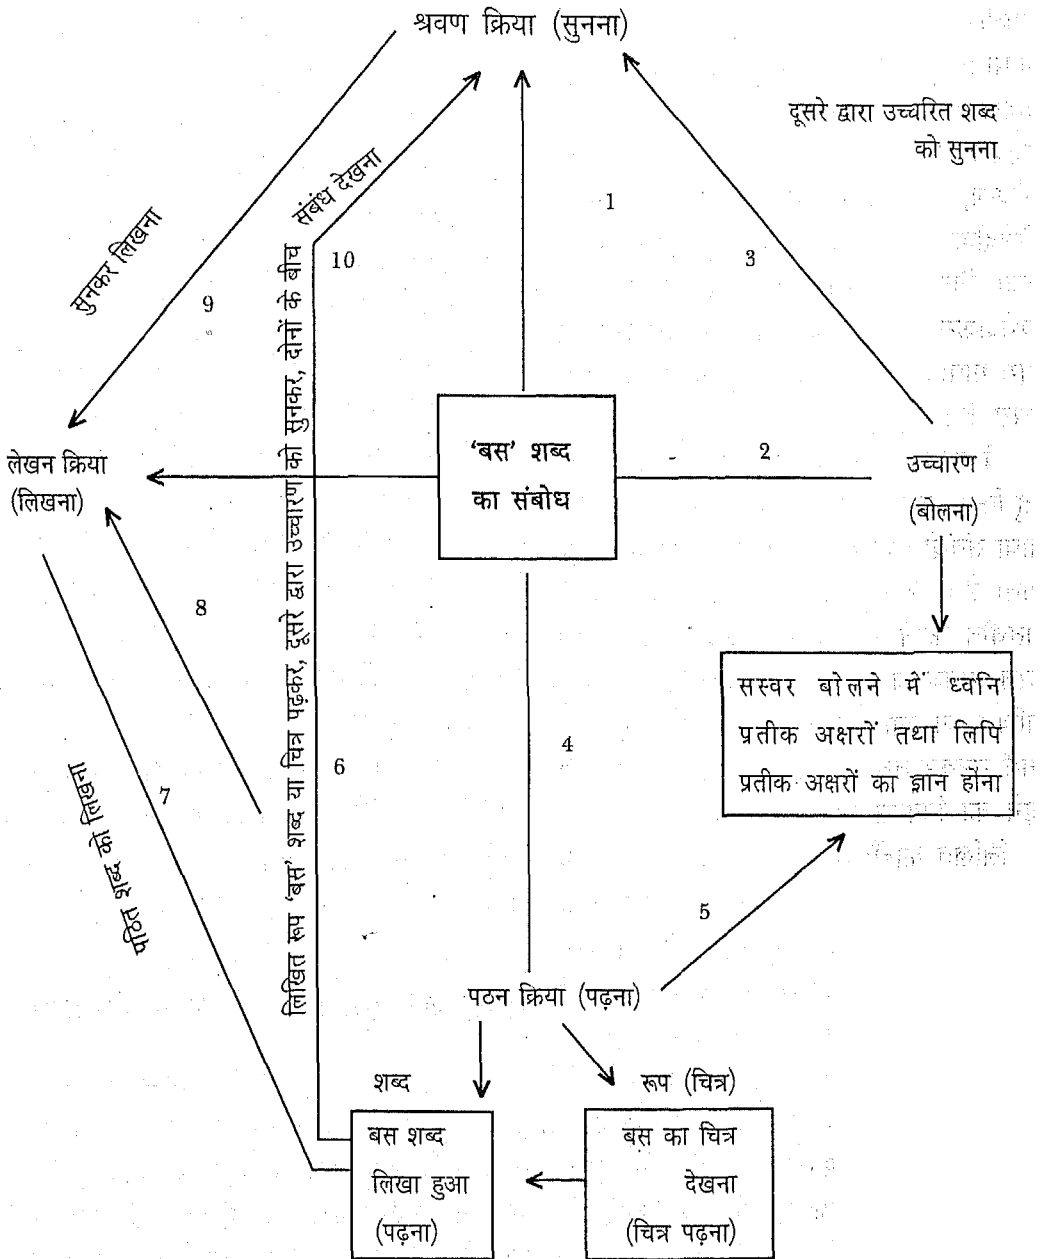 श्रवण क्रिया (सुनना)
दूसरे द्वारा उच्चरित शब्द
को सुनना
संबंध देखना
1
सुनकर लिखना
10
3
9
लिखित रूप 'बस' शब्द या चित्र पढ़कर, दूसरे द्वारा उच्चारण को सुनकर, दोनों के बीच
'बस' शब्द
का संबोध
2
लेखन क्रिया
(लिखना)
उच्चारण
(बोलना)
8
सस्वर बोलने में ध्वनि
प्रतीक अक्षरों तथा लिपि
प्रतीक अक्षरों का ज्ञान होना
4
6
7
पठित शब्द को लिखना
5
पठन क्रिया (पढ़ना)
शब्द
रूप (चित्र)
बस शब्द
लिखा हुआ
(पढ़ना)
बस का चित्र
देखना
(चित्र पढ़ना)